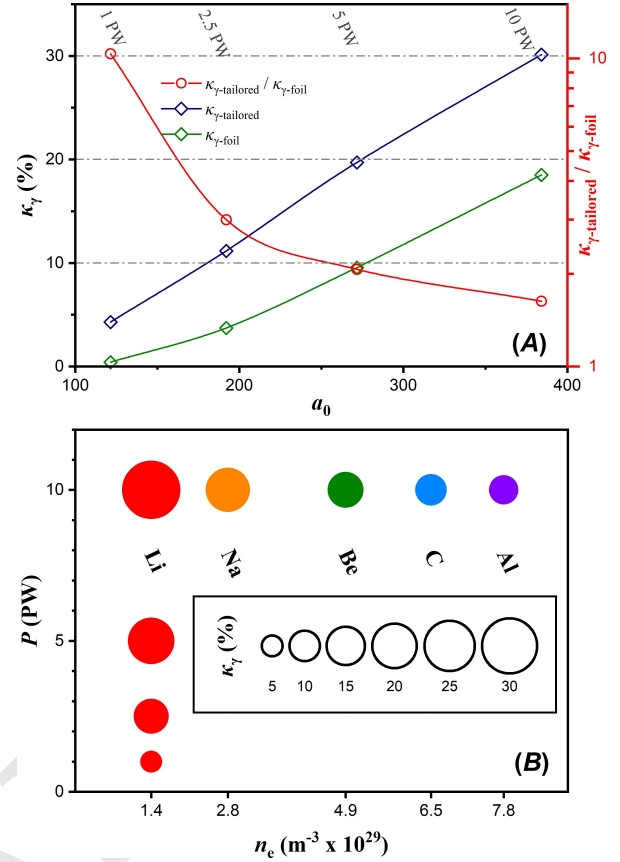 1 PW
2.5 PW
5 PW
10 PW
κγ-tailored / κγ-foil
κγ-tailored
κγ-foil
κγ (%)
30
20
10
0
κγ-tailored / κγ-foil
10
1
(A)
100 200 300 400
a0
P (PW)
10
5
0
Li Na Be C Al
κγ (%)
5 10 15 20 25 30
(B)
1.4 2.8 4.9 6.5 7.8
ne (m-3 x 1029)